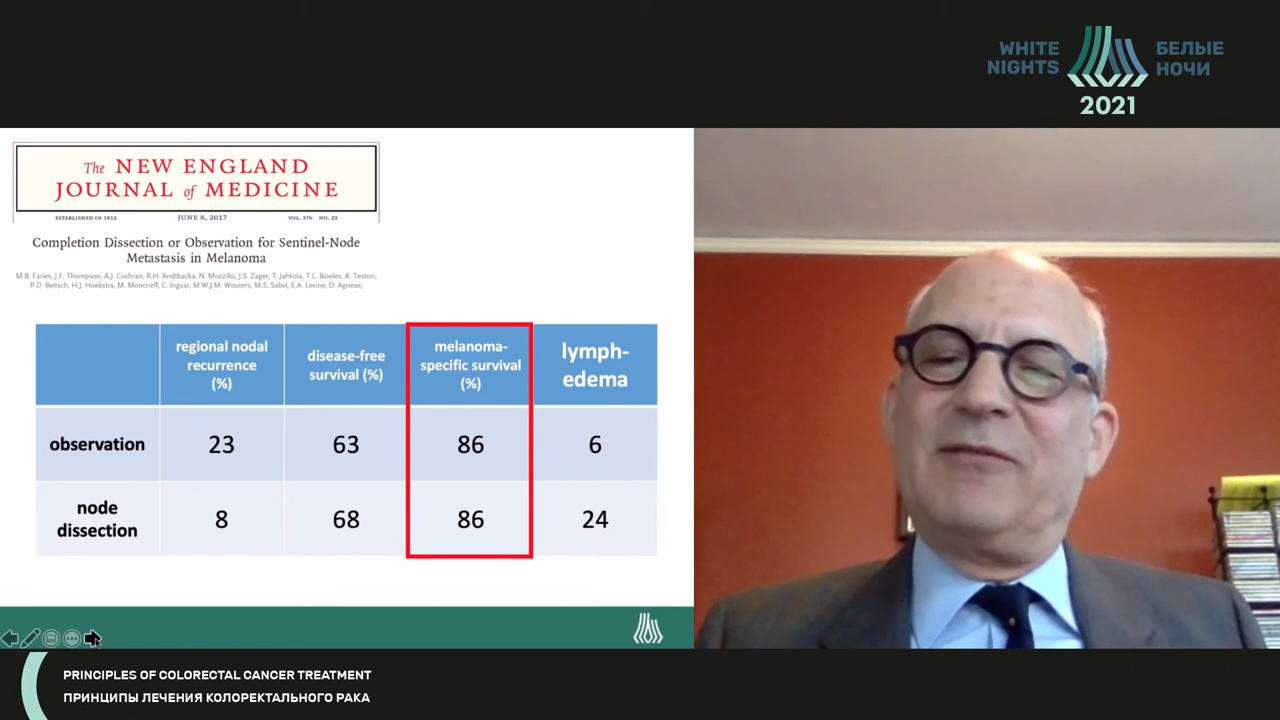 WHITE NIGHTS
БЕЛЫЕ НОЧИ
2021
The NEW ENGLAND
JOURNAL of MEDICINE
ESTABLISHED IN 1812 JUNE 8, 2017 VOL. 376 NO. 23
Completion Dissection or Observation for Sentinel-Node
Metastasis in Melanoma
M.B. Faries, J.F. Thompson, A.J. Cochran, R.H. Andtbacka, N. Mozzillo, J.S. Zager, T. Jahkola, T.L. Bowles, A. Testori,
P.D. Beitsch, H.J. Hoekstra, M. Moncrieff, C. Ingvar, M.W.J.M. Wouters, M.S. Sabel, E.A. Levine, D. Agnese,
regional nodal
recurrence
(%)
disease-free
survival (%)
melanoma-
specific survival
(%)
lymph-
edema
observation 23 63 86 6
node
dissection 8 68 86 24
PRINCIPLES OF COLORECTAL CANCER TREATMENT
ПРИНЦИПЫ ЛЕЧЕНИЯ КОЛОРЕКТАЛЬНОГО РАКА